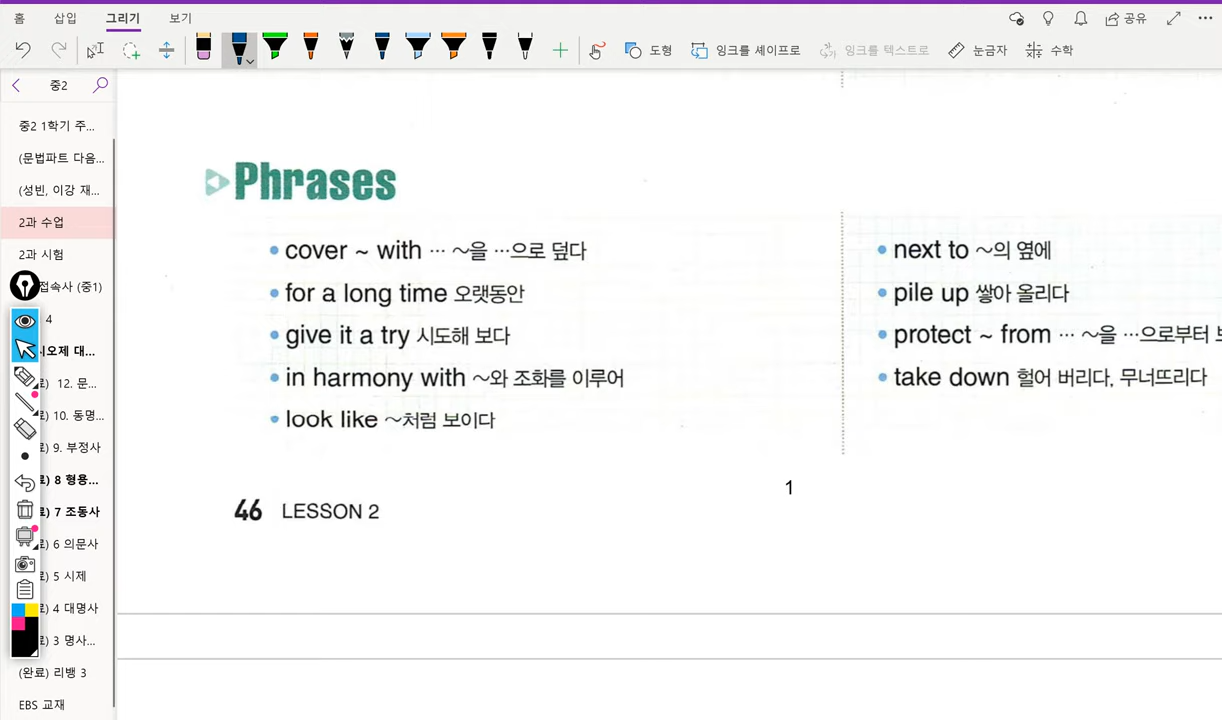 홈 삽입 그리기 보기
공유
도형 잉크를 셰이프로 잉크를 텍스트로 눈금자 수학
중2
중2 1학기 주...
(문법파트 다음...
(성빈, 이강 재...
2과 수업
2과 시험
접속사 (중1)
4
오제 대...
) 12. 문...
) 10. 동명...
) 9. 부정사
) 8 형용...
) 7 조동사
) 6 의문사
) 5 시제
) 4 대명사
) 3 명사...
(완료) 리뱅 3
EBS 교재
Phrases
cover ~ with ··· ～을 ···으로 덮다
for a long time 오랫동안
give it a try 시도해 보다
in harmony with ～와 조화를 이루어
look like ～처럼 보이다
next to ～의 옆에
pile up 쌓아 올리다
protect ~ from ··· ～을 ···으로부터
take down 헐어 버리다, 무너뜨리다
1
46 LESSON 2